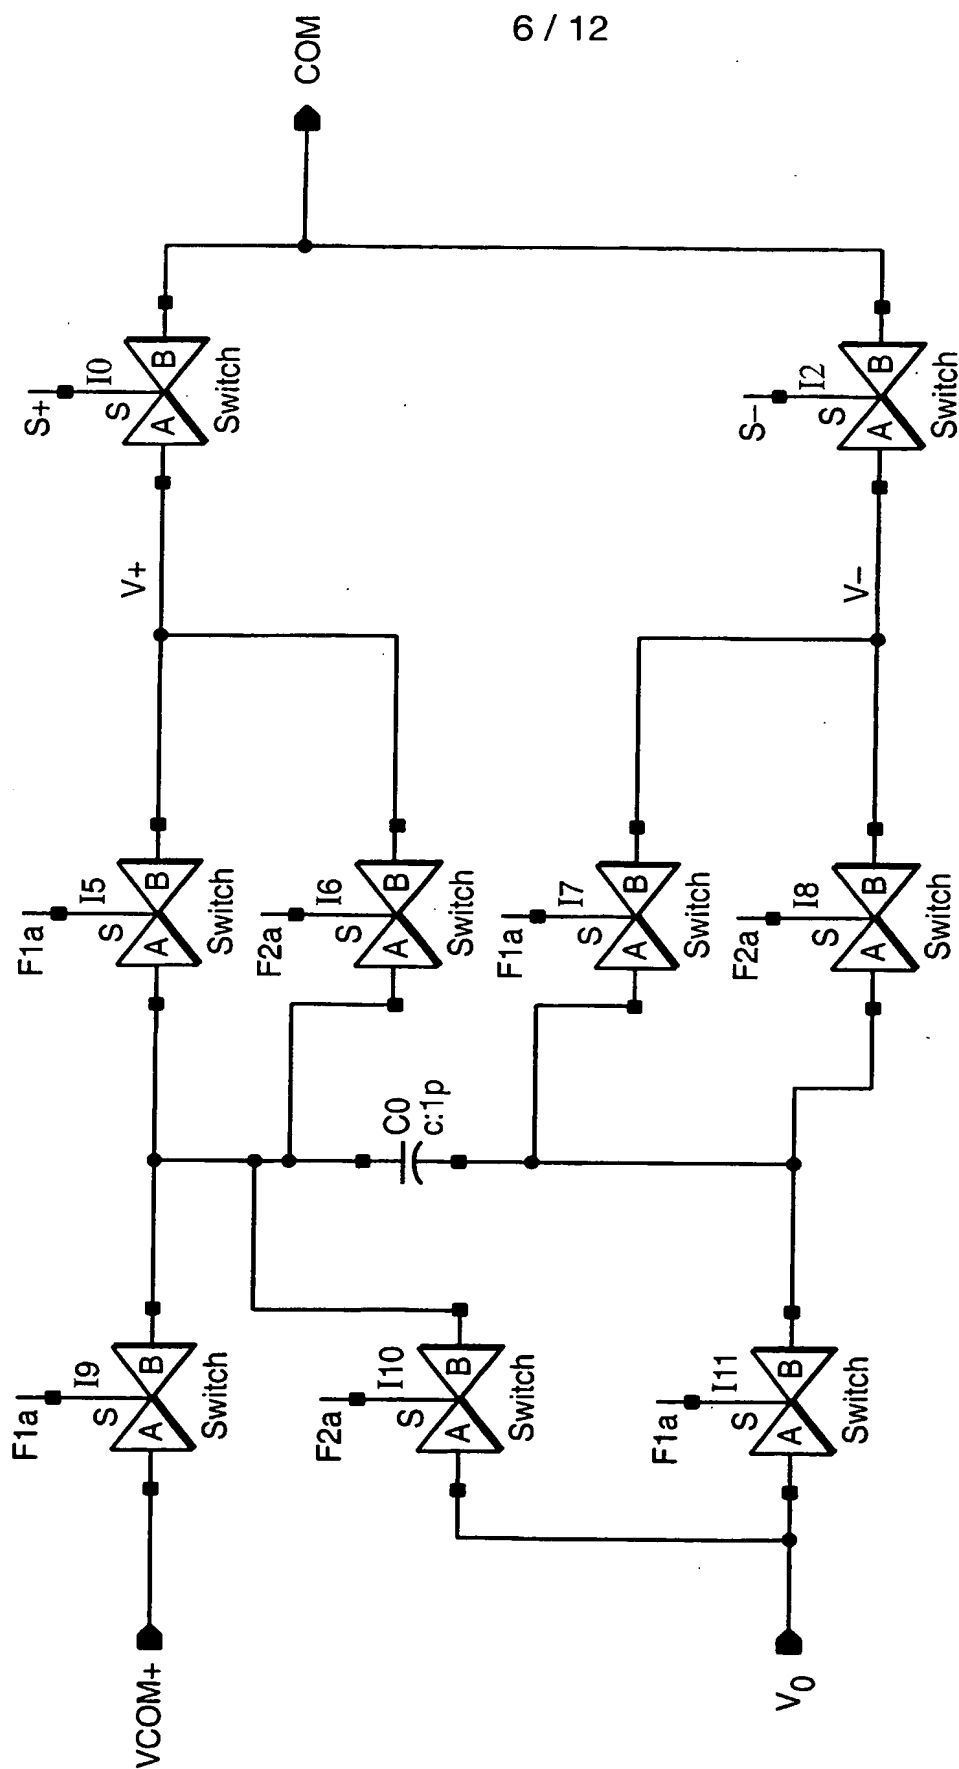 6 / 12
VCOM+
F1a
I9
S
A
B
Switch
F2a
I10
S
A
B
Switch
V0
F1a
I11
S
A
B
Switch
C0
c:1p
F1a
I5
S
A
B
Switch
F2a
I6
S
A
B
Switch
F1a
I7
S
A
B
Switch
F2a
I8
S
A
B
Switch
V+
V−
S+
I0
S
A
B
Switch
S−
I2
S
A
B
Switch
COM